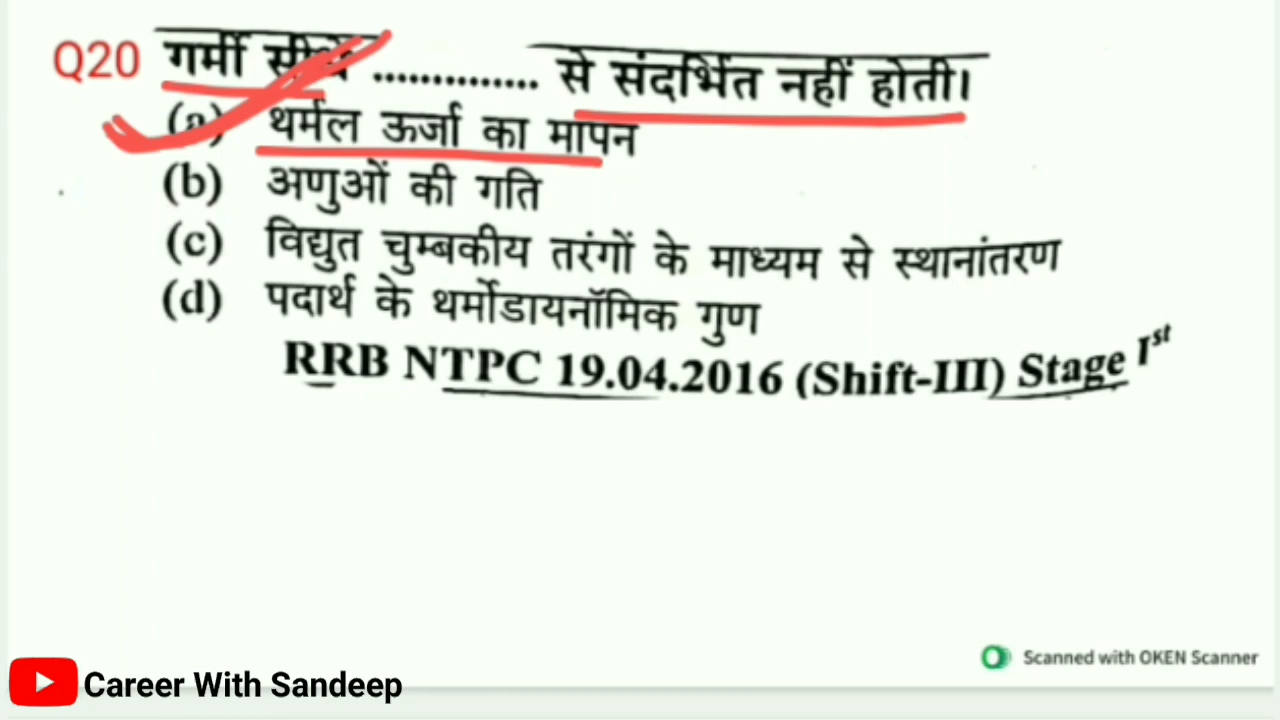 Q20 गर्मी सीधे .............. से संदर्भित नहीं होती।
(a) थर्मल ऊर्जा का मापन
(b) अणुओं की गति
(c) विद्युत चुम्बकीय तरंगों के माध्यम से स्थानांतरण
(d) पदार्थ के थर्मोडायनॉमिक गुण
RRB NTPC 19.04.2016 (Shift-III) Stage Ist
Scanned with OKEN Scanner
Career With Sandeep